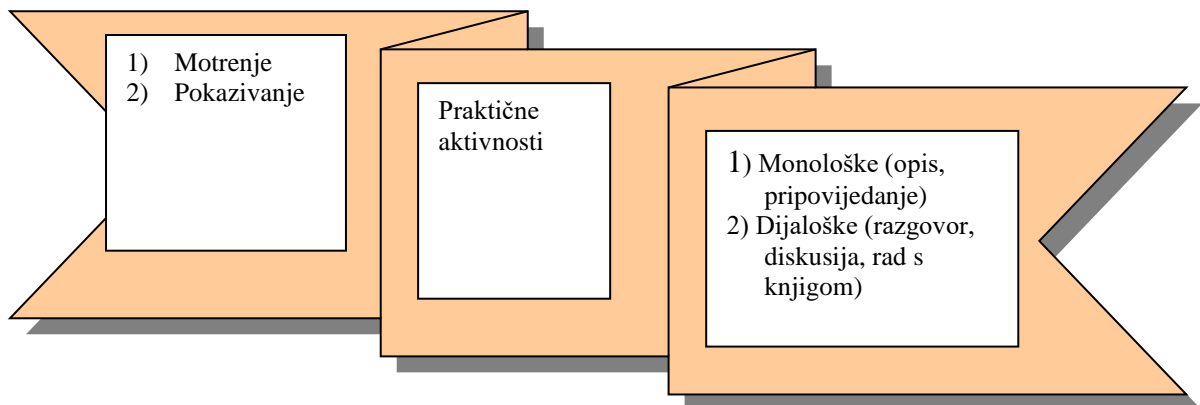 1) Motrenje
2) Pokazivanje
Praktične
aktivnosti
1) Monološke (opis,
pripovijedanje)
2) Dijaloške (razgovor,
diskusija, rad s
knjigom)